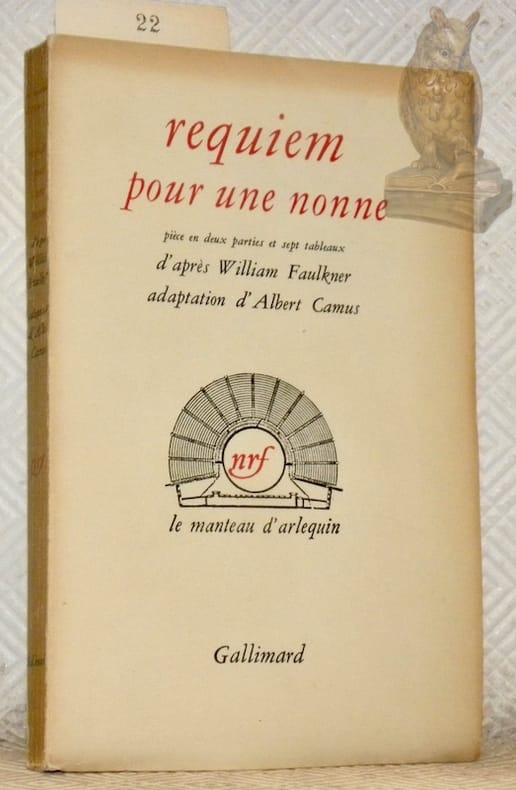 22
requiem
pour une nonne
pièce en deux parties et sept tableaux
d'après William Faulkner
adaptation d'Albert Camus
nrf
le manteau d'arlequin
Gallimard